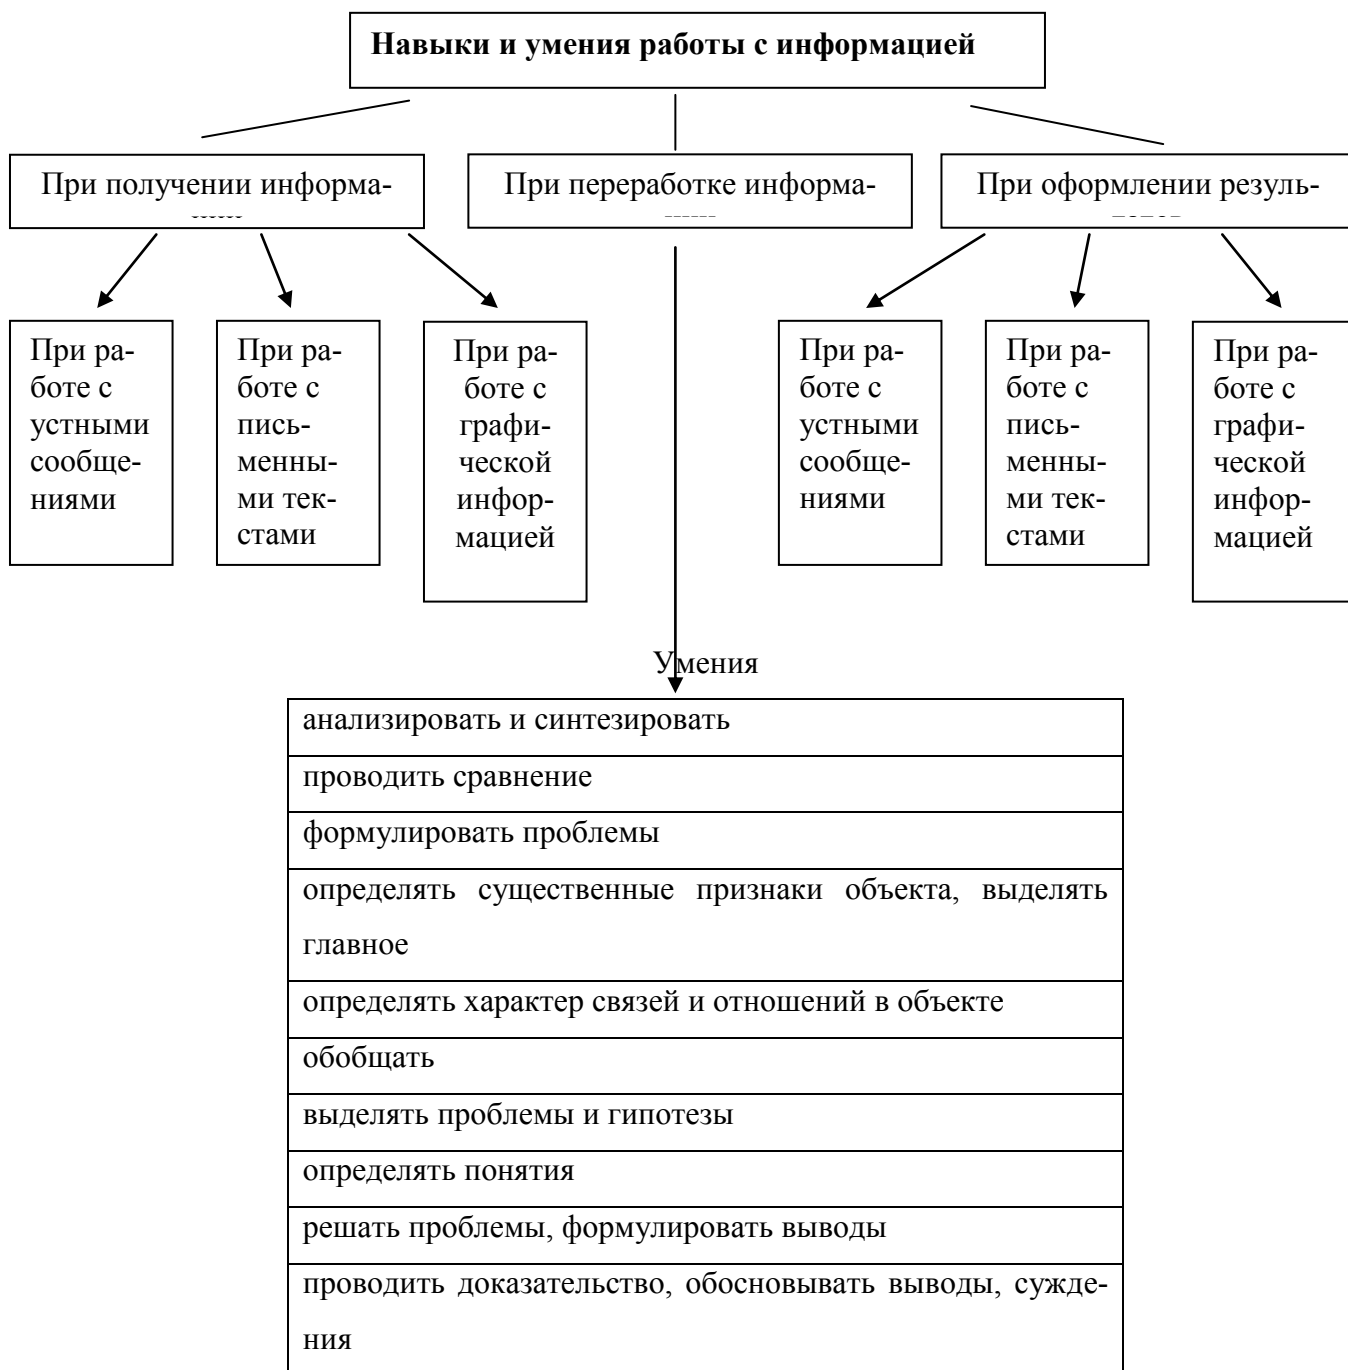 Навыки и умения работы с информацией
При получении информа-
При переработке информа-
При оформлении резуль-
При ра-
боте с
устными
сообще-
ниями
При ра-
боте с
пись-
менны-
ми тек-
стами
При ра-
боте с
графи-
ческой
инфор-
мацией
При ра-
боте с
устными
сообще-
ниями
При ра-
боте с
пись-
менны-
ми тек-
стами
При ра-
боте с
графи-
ческой
инфор-
мацией
Умения
анализировать и синтезировать
проводить сравнение
формулировать проблемы
определять существенные признаки объекта, выделять
главное
определять характер связей и отношений в объекте
обобщать
выделять проблемы и гипотезы
определять понятия
решать проблемы, формулировать выводы
проводить доказательство, обосновывать выводы, сужде-
ния